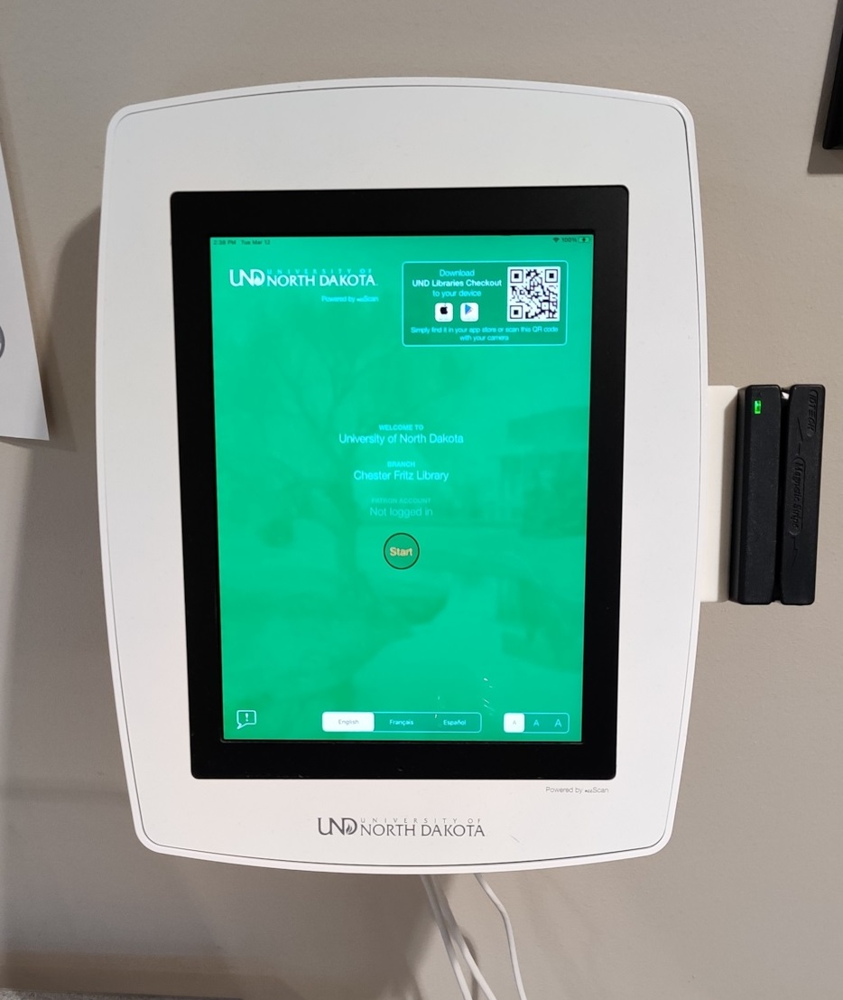 2:38 PM Tue Mar 12
100%
UND UNIVERSITY OF
NORTH DAKOTA
Powered by meeScan
Download
UND Libraries Checkout
to your device
Simply find it in your app store or scan this QR code
with your camera
WELCOME TO
University of North Dakota
BRANCH
Chester Fritz Library
PATRON ACCOUNT
Not logged in
Start
English Français Español
A A A
IDTECH
MagStripe
Powered by meeScan
UND UNIVERSITY OF
NORTH DAKOTA